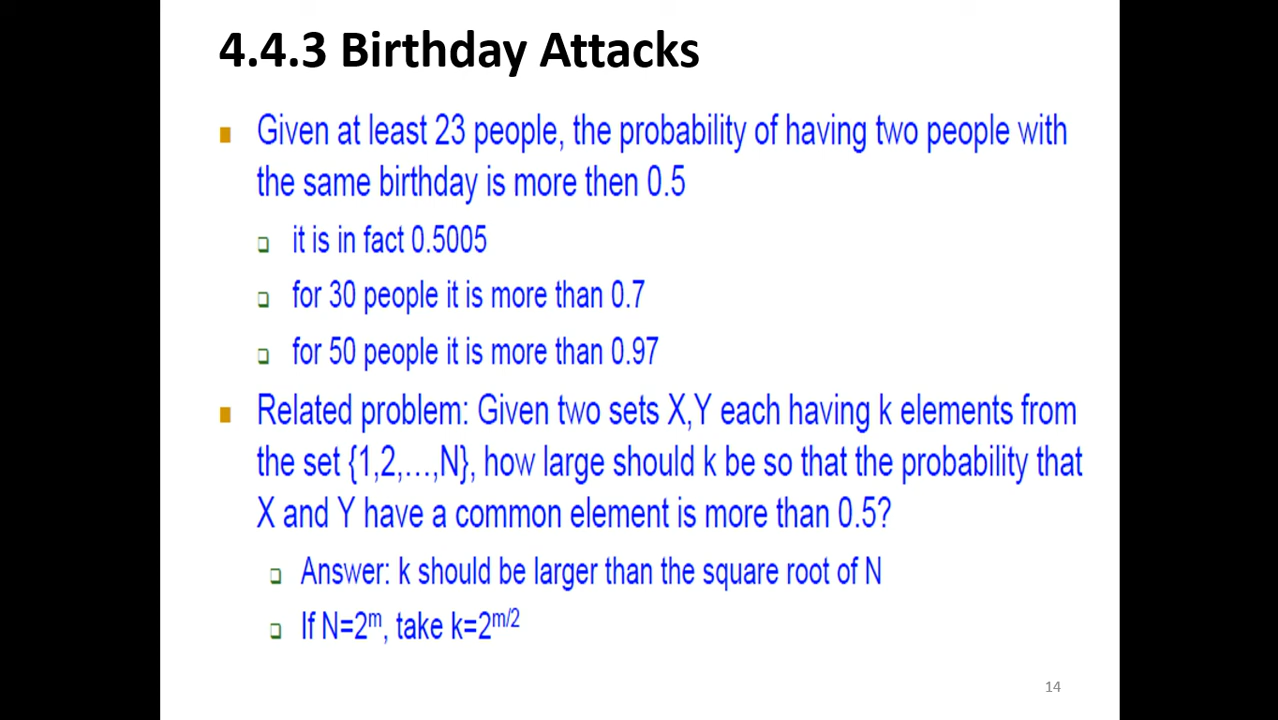 4.4.3 Birthday Attacks
Given at least 23 people, the probability of having two people with
the same birthday is more then 0.5
it is in fact 0.5005
for 30 people it is more than 0.7
for 50 people it is more than 0.97
Related problem: Given two sets X,Y each having k elements from
the set {1,2,…,N}, how large should k be so that the probability that
X and Y have a common element is more than 0.5?
Answer: k should be larger than the square root of N
If N=2^m, take k=2^m/2
14